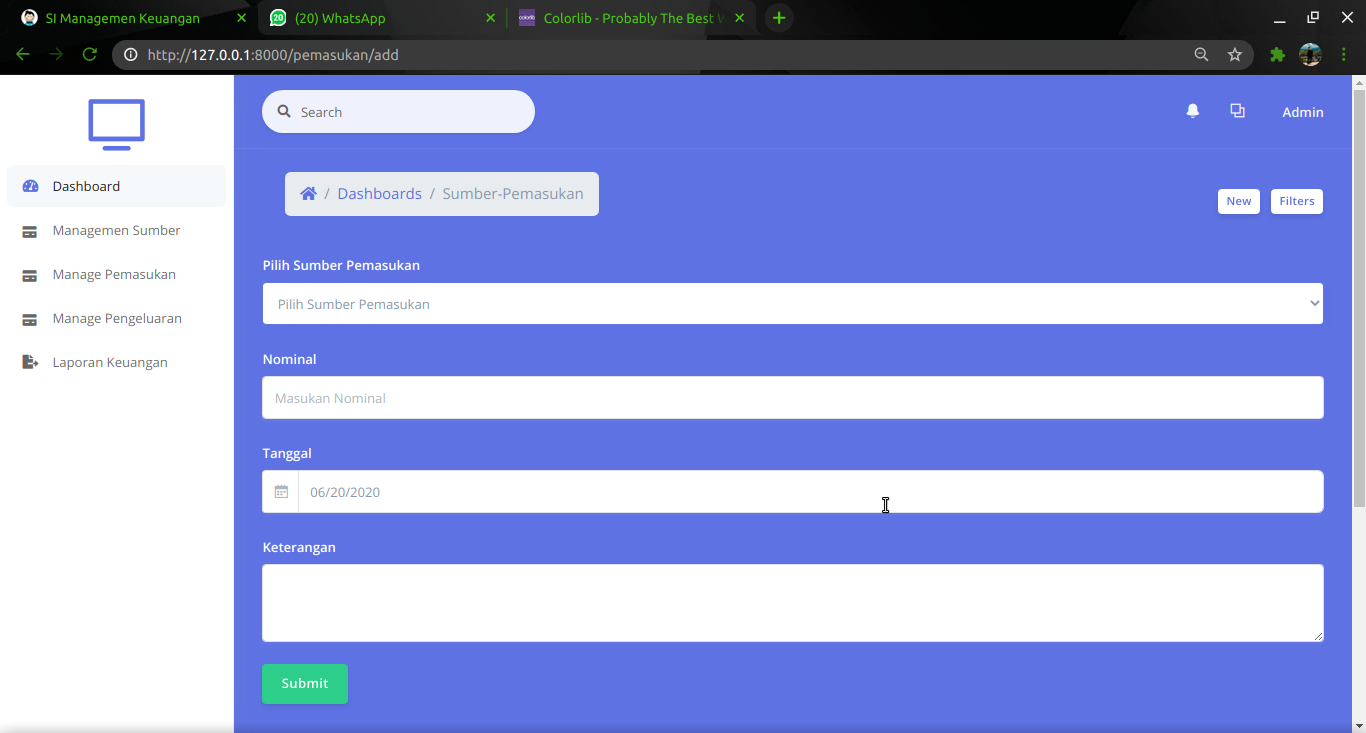 SI Managemen Keuangan
(20) WhatsApp
Colorlib - Probably The Best W
http://127.0.0.1:8000/pemasukan/add
Search
Admin
Dashboard
Managemen Sumber
Manage Pemasukan
Manage Pengeluaran
Laporan Keuangan
/ Dashboards / Sumber-Pemasukan
New
Filters
Pilih Sumber Pemasukan
Pilih Sumber Pemasukan
Nominal
Masukan Nominal
Tanggal
06/20/2020
Keterangan
Submit